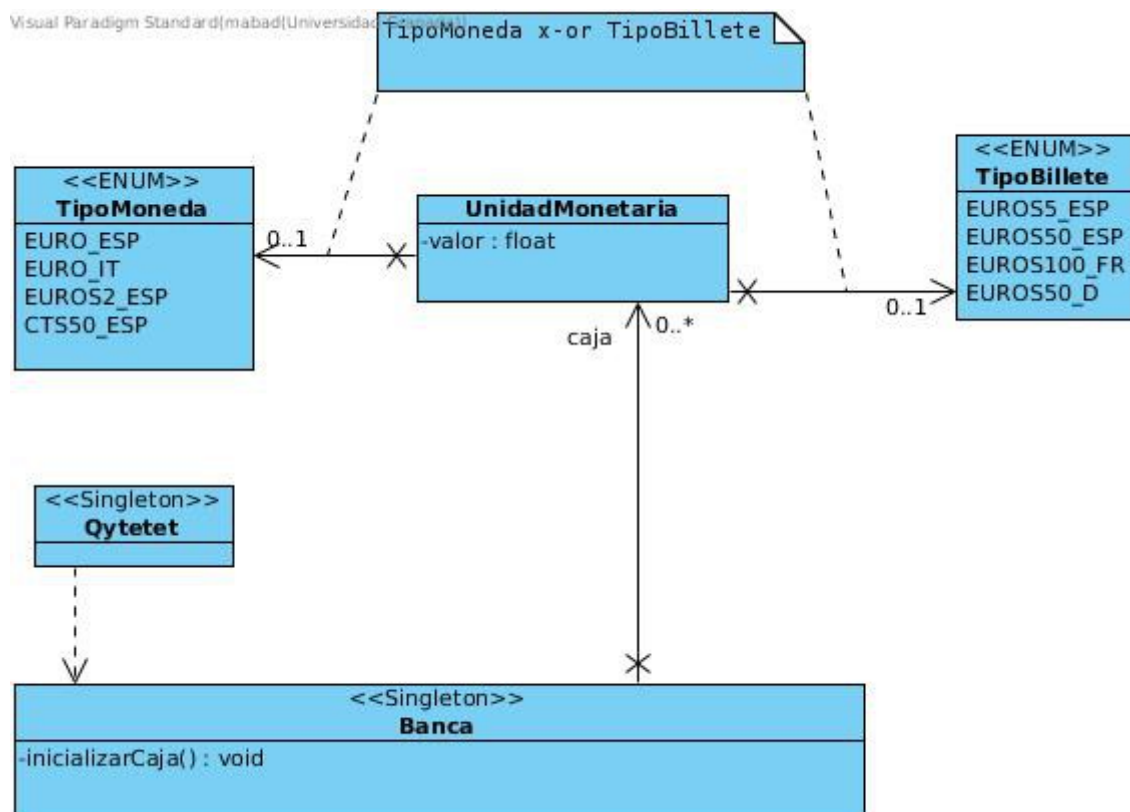 Visual Paradigm Standard(mabad(Universidad Granada))
TipoMoneda x-or TipoBillete
<<ENUM>>
TipoMoneda
EURO_ESP
EURO_IT
EUROS2_ESP
CTS50_ESP
0..1
UnidadMonetaria
-valor : float
<<ENUM>>
TipoBillete
EUROS5_ESP
EUROS50_ESP
EUROS100_FR
EUROS50_D
0..1
caja
0..*
<<Singleton>>
Qytetet
<<Singleton>>
Banca
-inicializarCaja() : void